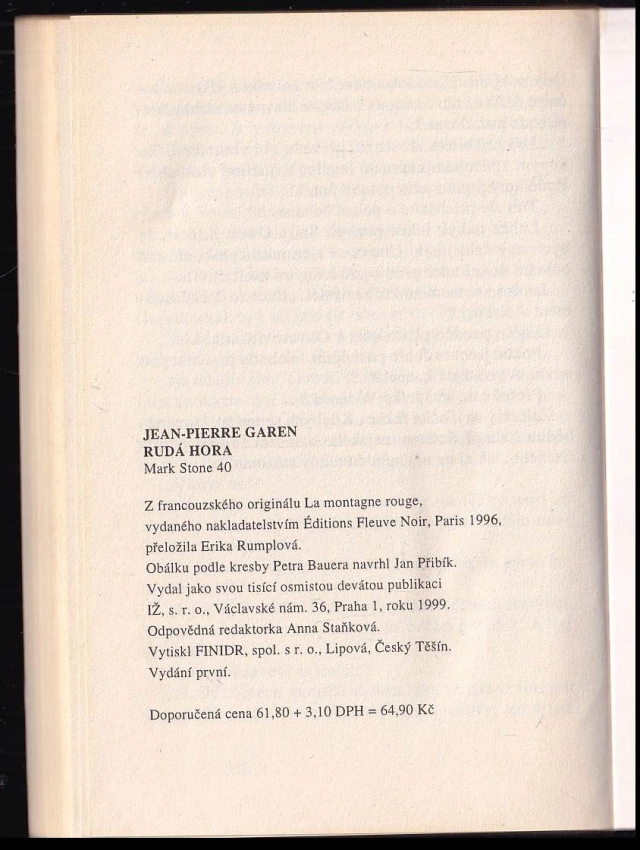 JEAN-PIERRE GAREN
RUDÁ HORA
Mark Stone 40
Z francouzského originálu La montagne rouge,
vydaného nakladatelstvím Éditions Fleuve Noir, Paris 1996,
přeložila Erika Rumplová.
Obálku podle kresby Petra Bauera navrhl Jan Přibík.
Vydal jako svou tisící osmistou devátou publikaci
IŽ, s. r. o., Václavské nám. 36, Praha 1, roku 1999.
Odpovědná redaktorka Anna Staňková.
Vytiskl FINIDR, spol. s r. o., Lipová, Český Těšín.
Vydání první.
Doporučená cena 61,80 + 3,10 DPH = 64,90 Kč